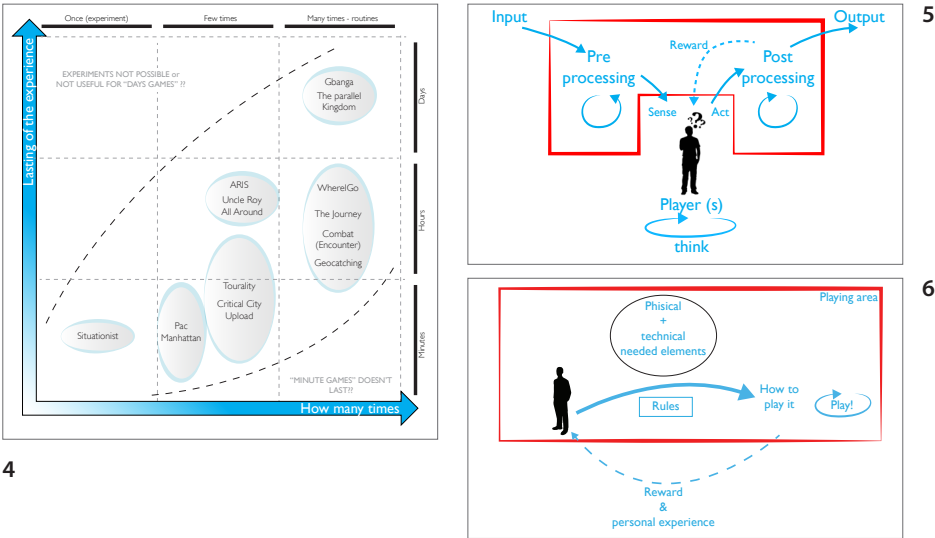 Once (experiment)
Few times
Many times - routines
Lasting of the experience
EXPERIMENTS NOT POSSIBLE or
NOT USEFUL FOR "DAYS GAMES" ??
Gbanga
The parallel
Kingdom
Days
ARIS
Uncle Roy
All Around
WhereIGo
The Journey
Combat
(Encounter)
Geocatching
Hours
Tourality
Critical City
Upload
Pac
Manhattan
Situationist
Minutes
"MINUTE GAMES" DOESN'T
LAST??
How many times
4
5
Input
Output
Reward
Pre
processing
Post
processing
Sense
Act
???
Player (s)
think
6
Playing area
Phisical
+
technical
needed elements
Rules
How to
play it
Play!
Reward
&
personal experience